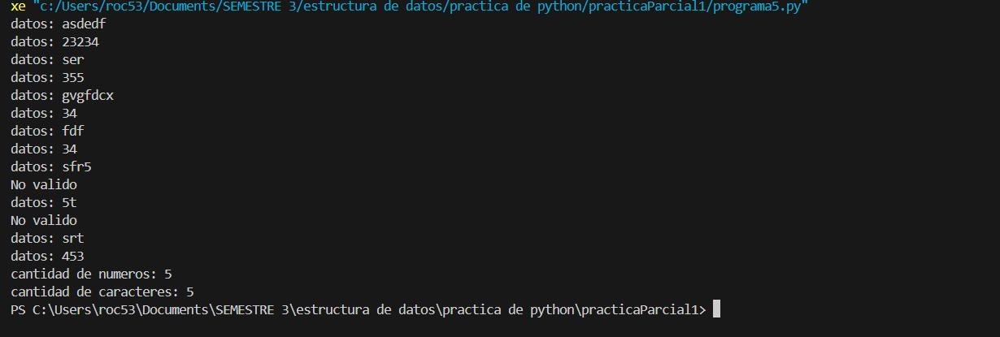 xe "c:/Users/roc53/Documents/SEMESTRE 3/estructura de datos/practica de python/practicaParcial1/programa5.py"
datos: asdedf
datos: 23234
datos: ser
datos: 355
datos: gvgfdcx
datos: 34
datos: fdf
datos: 34
datos: sfr5
No valido
datos: 5t
No valido
datos: srt
datos: 453
cantidad de numeros: 5
cantidad de caracteres: 5
PS C:\Users\roc53\Documents\SEMESTRE 3\estructura de datos\practica de python\practicaParcial1>